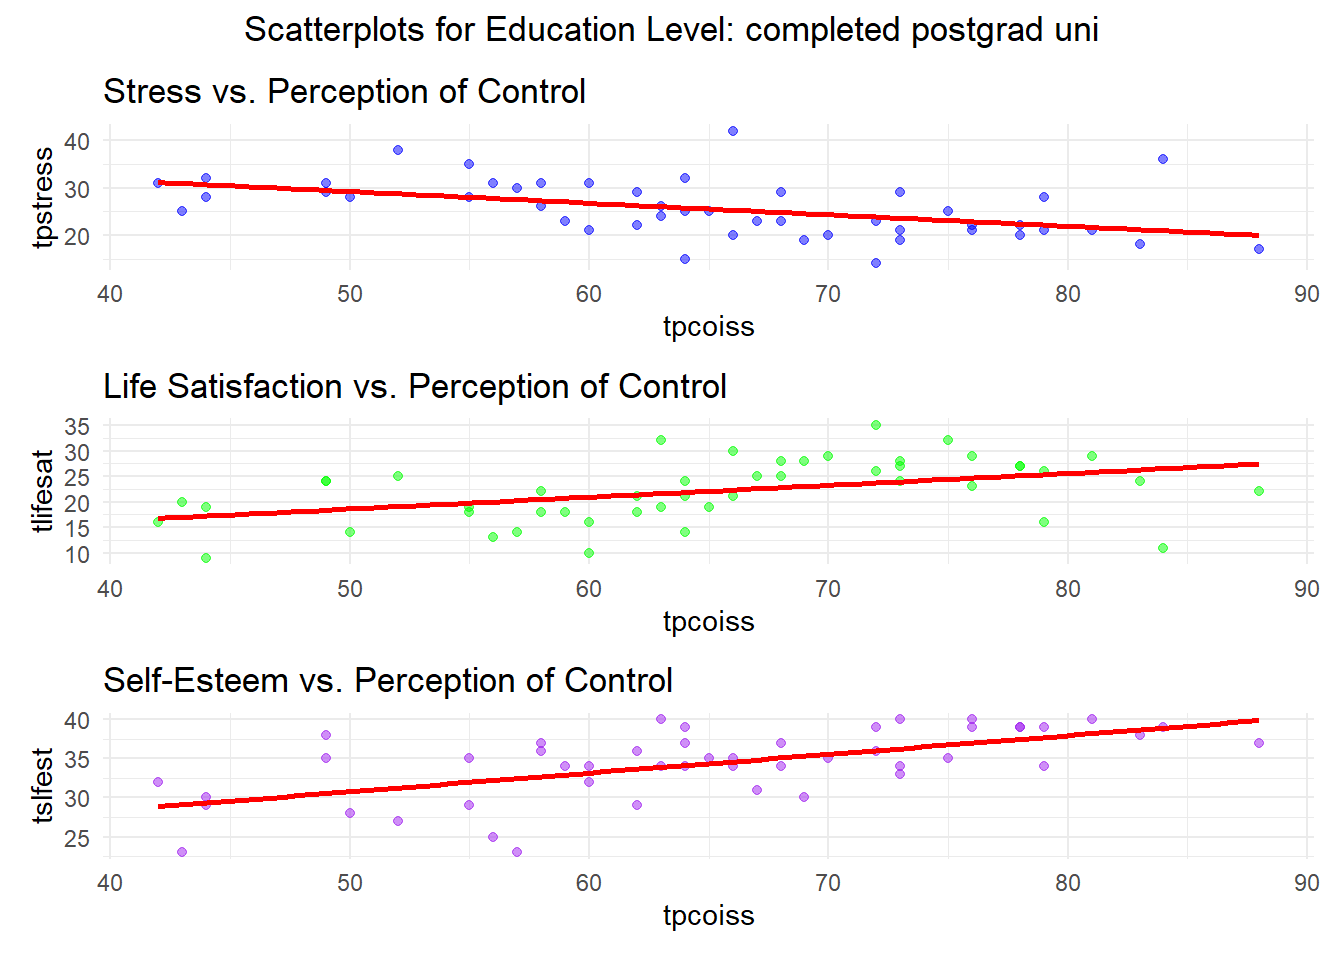 Scatterplots for Education Level: completed postgrad uni
Stress vs. Perception of Control
tpstress
40
30
20
40 50 60 70 80 90
tpcoiss
Life Satisfaction vs. Perception of Control
tlifesat
35
30
25
20
15
10
40 50 60 70 80 90
tpcoiss
Self-Esteem vs. Perception of Control
tslfest
40
35
30
25
40 50 60 70 80 90
tpcoiss